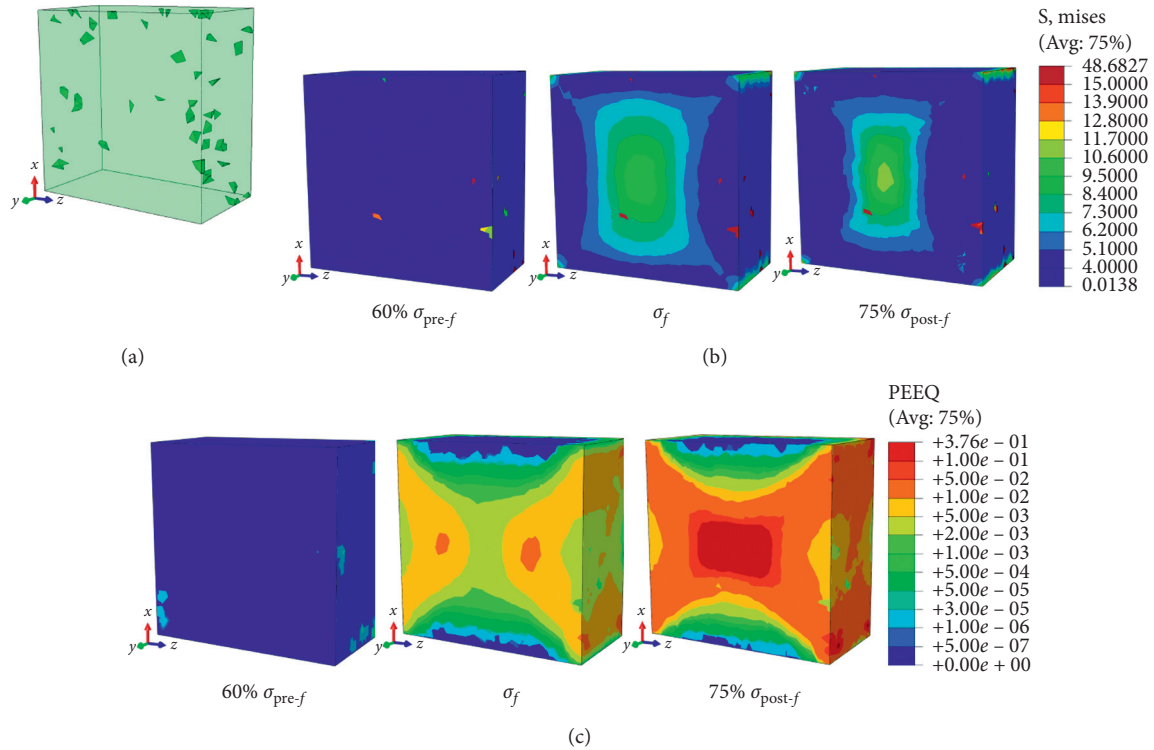 x
y
z
(a)
x
y
z
60% σpre-f
σf
75% σpost-f
(b)
S, mises
(Avg: 75%)
48.6827
15.0000
13.9000
12.8000
11.7000
10.6000
9.5000
8.4000
7.3000
6.2000
5.1000
4.0000
0.0138
x
y
z
x
y
z
x
y
z
60% σpre-f
σf
75% σpost-f
(c)
PEEQ
(Avg: 75%)
+3.76e – 01
+1.00e – 01
+5.00e – 02
+1.00e – 02
+5.00e – 03
+2.00e – 03
+1.00e – 03
+5.00e – 04
+5.00e – 05
+3.00e – 05
+1.00e – 06
+5.00e – 07
+0.00e + 00
x
y
z
x
y
z